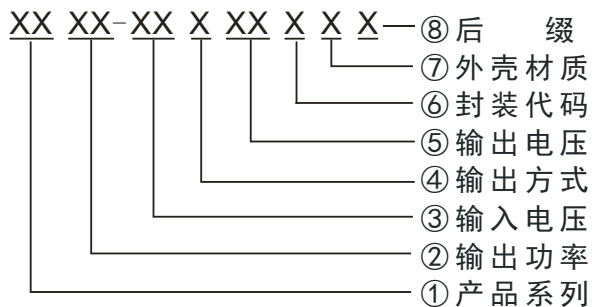 XX XX-XX X XX X X X
⑧后 缀
⑦外壳材质
⑥封装代码
⑤输出电压
④输出方式
③输入电压
②输出功率
①产品系列